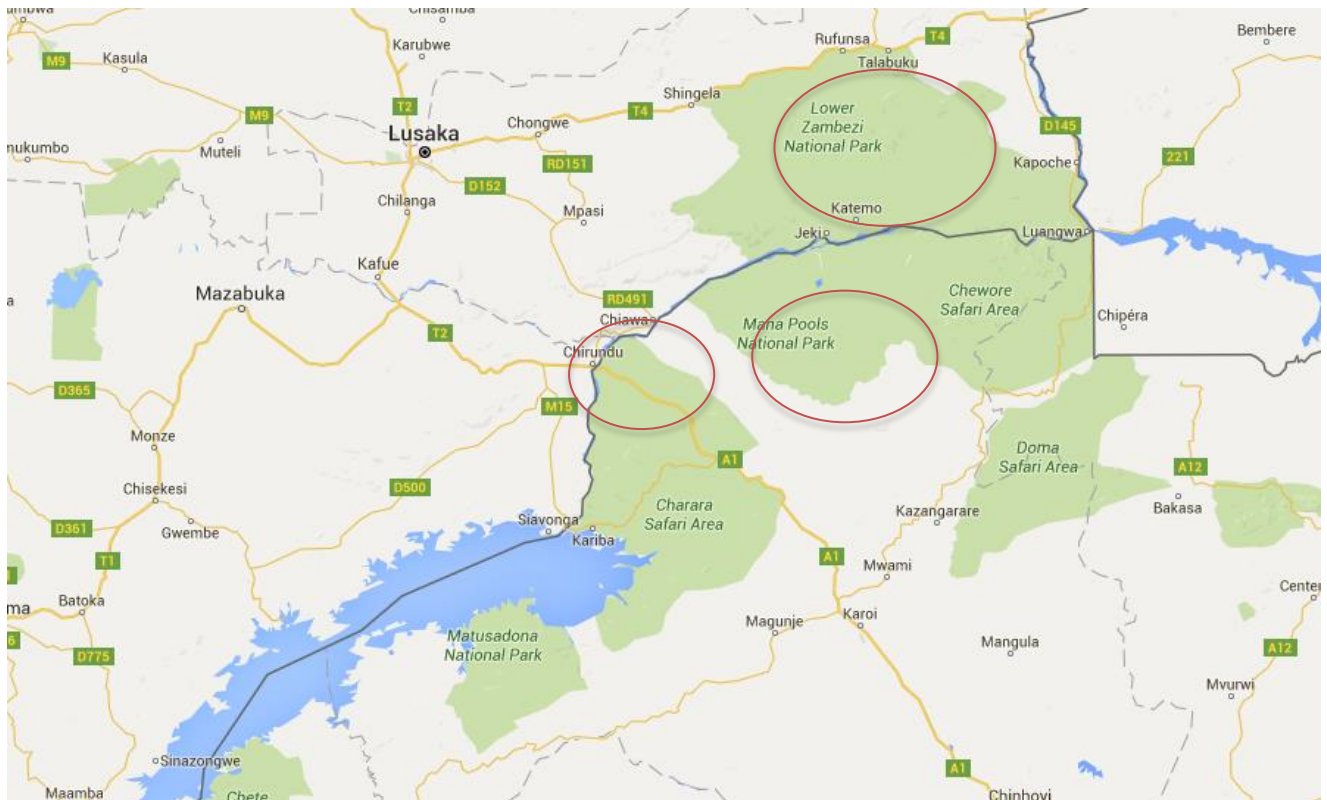 Chisamba
Bembere
Karubwe
Rufunsa
T4
Talabuku
M9
Kasula
Shingela
T2
T4
Lower
Zambezi
National Park
M9
Chongwe
Lusaka
D145
nukumbo
Muteli
RD151
Kapoche
221
D152
Chilanga
Mpasi
Katemo
Jeki
Luangwa
Kafue
Mazabuka
RD491
Chewore
Safari Area
Chiawa
Mana Pools
National Park
Chipéra
T2
Chirundu
D365
M15
Monze
Doma
Safari Area
A1
A12
D500
Chisekesi
Charara
Safari Area
Bakasa
Siavonga
Kazangarare
D361
Gwembe
Kariba
T1
A1
Mwami
Center
ma
Batoka
Magunje
Karoi
6
Matusadona
National Park
Mangula
D775
A12
Mvurwi
Sinazongwe
A1
Maamba
Chete
Chinhoyi